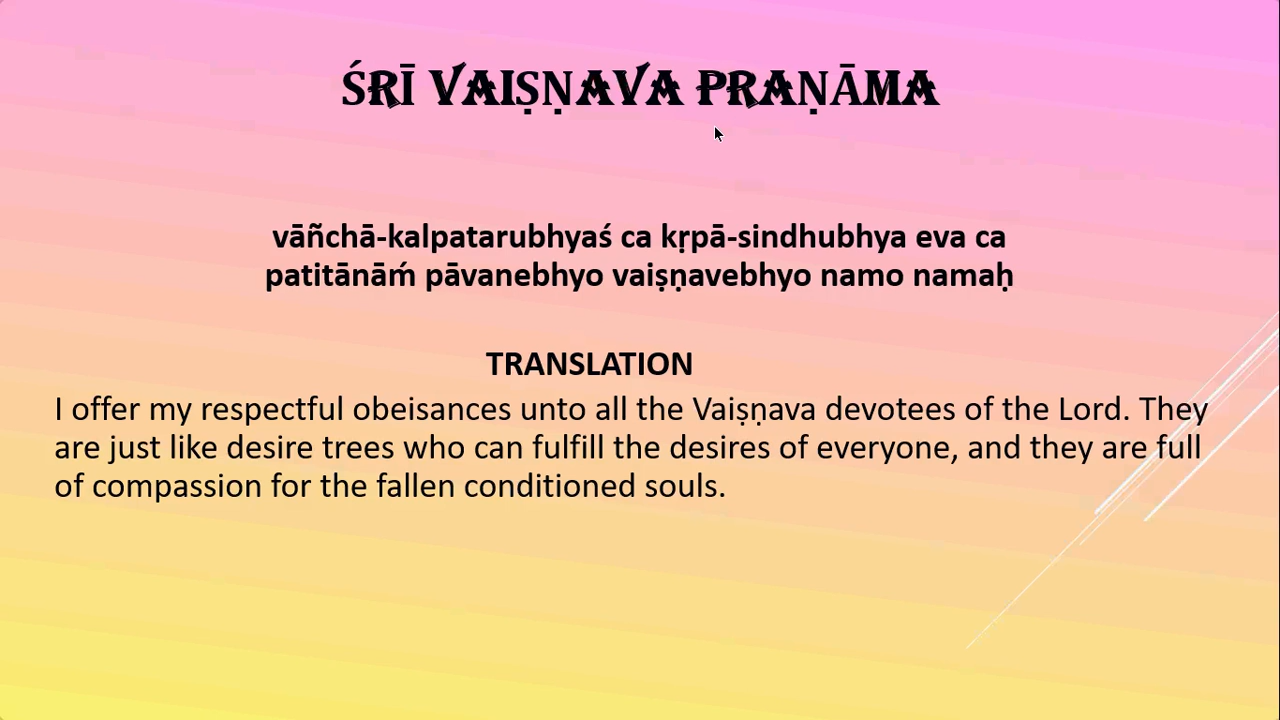 ŚRĪ VAIṢṆAVA PRAṆĀMA
vāñchā-kalpatarubhyaś ca kṛpā-sindhubhya eva ca
patitānāḿ pāvanebhyo vaiṣṇavebhyo namo namaḥ
TRANSLATION
I offer my respectful obeisances unto all the Vaiṣṇava devotees of the Lord. They
are just like desire trees who can fulfill the desires of everyone, and they are full
of compassion for the fallen conditioned souls.